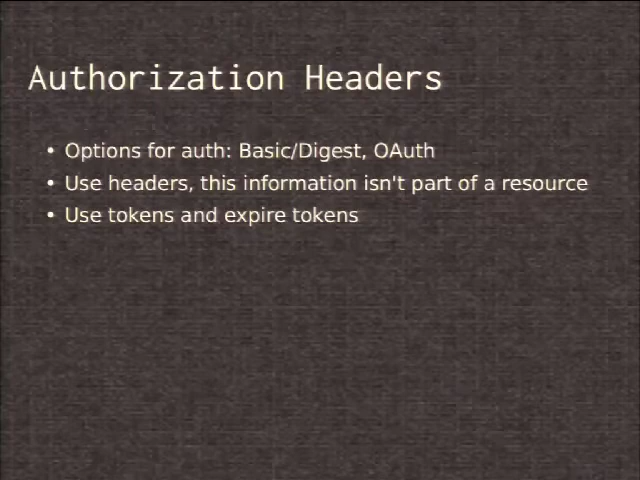 Authorization Headers
• Options for auth: Basic/Digest, OAuth
• Use headers, this information isn't part of a resource
• Use tokens and expire tokens